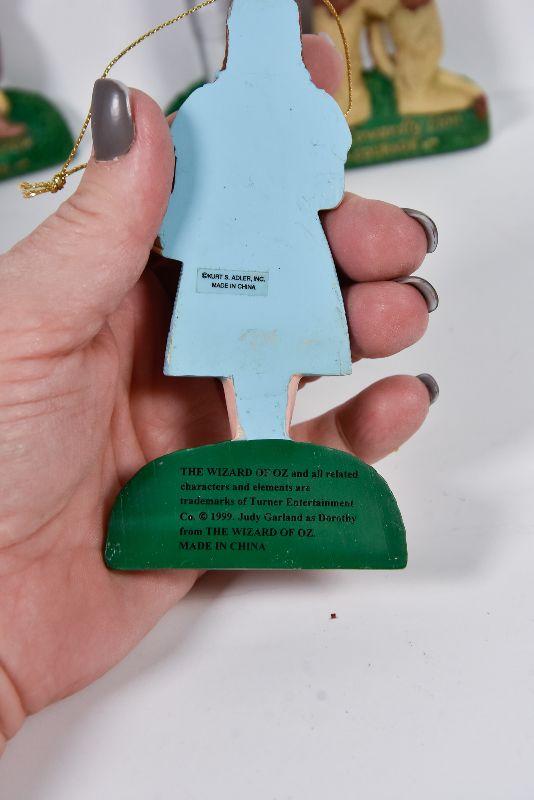 ©KURT S. ADLER, INC.
MADE IN CHINA
THE WIZARD OF OZ and all related
characters and elements are
trademarks of Turner Entertainment
Co. © 1999. Judy Garland as Dorothy
from THE WIZARD OF OZ.
MADE IN CHINA